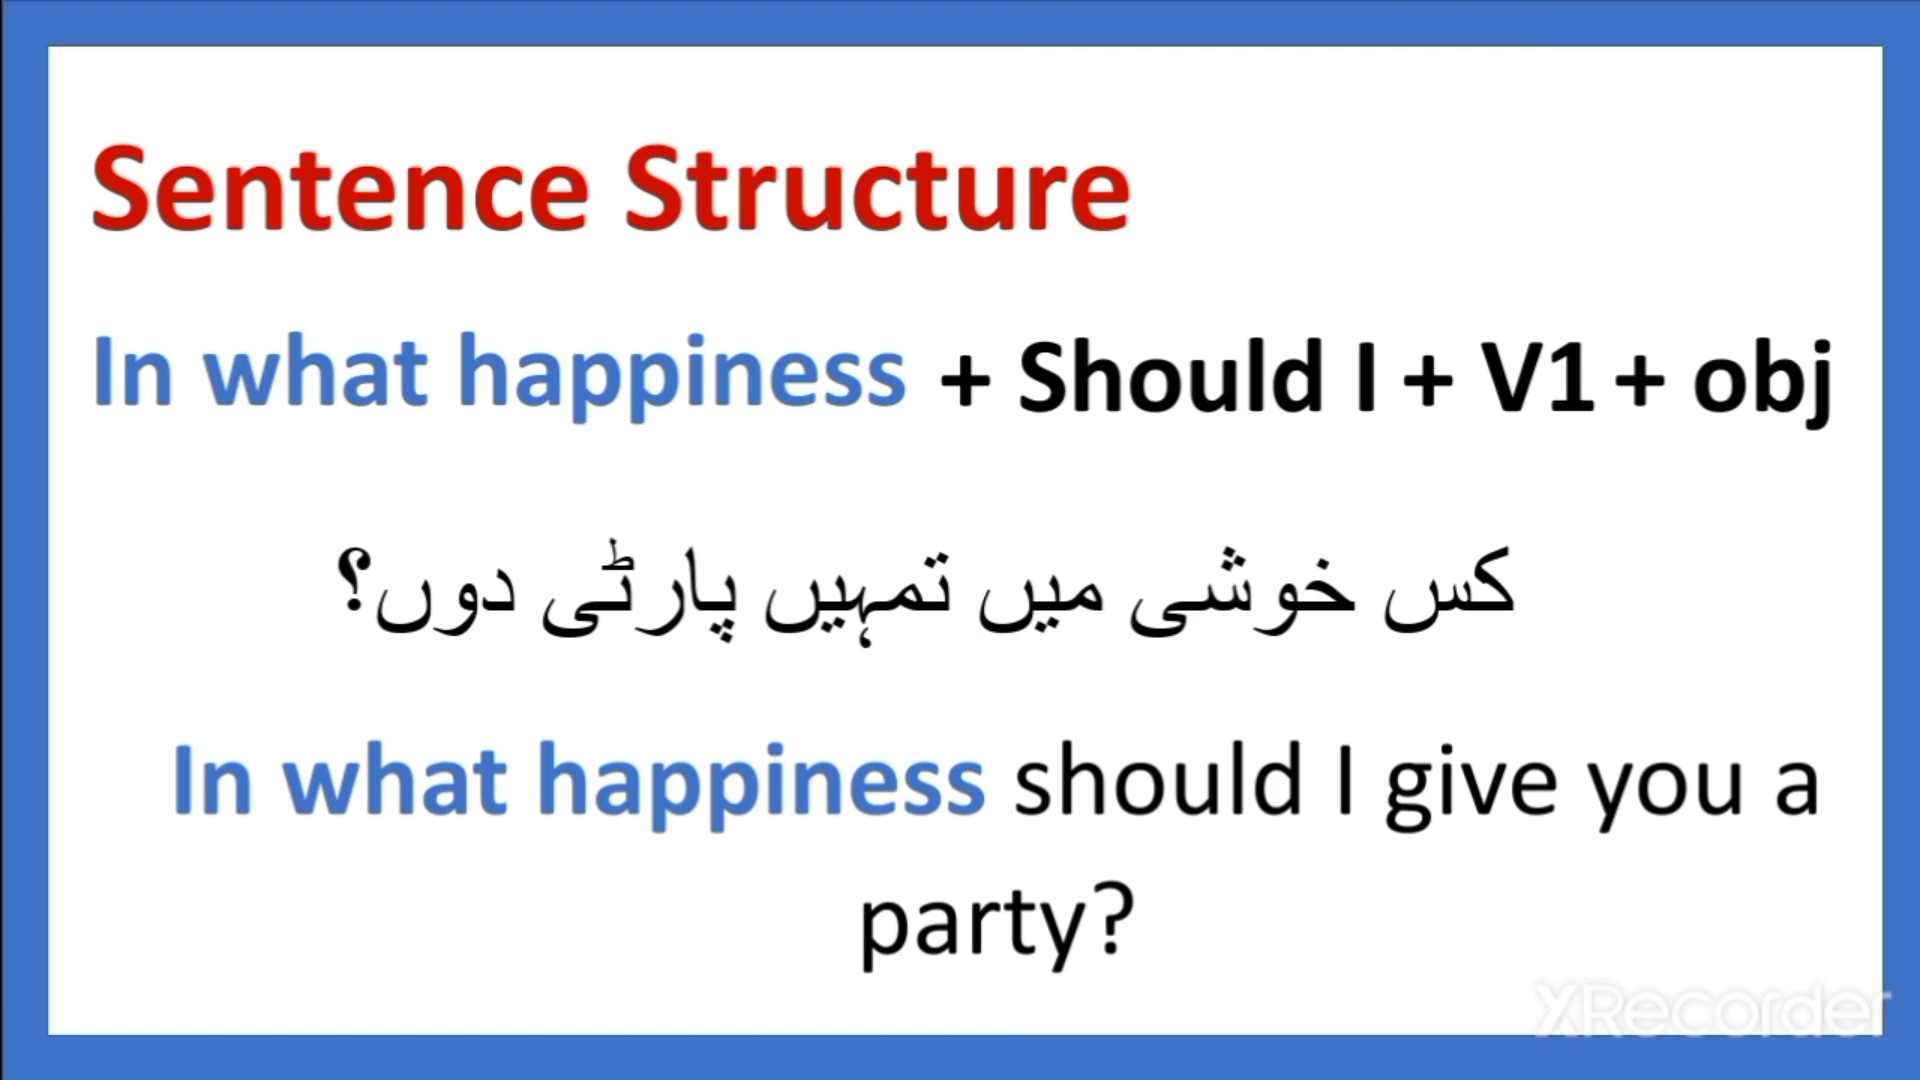 Sentence Structure
In what happiness + Should I + V1 + obj
کس خوشی میں تمہیں پارٹی دوں؟
In what happiness should I give you a
party?
XRecorder